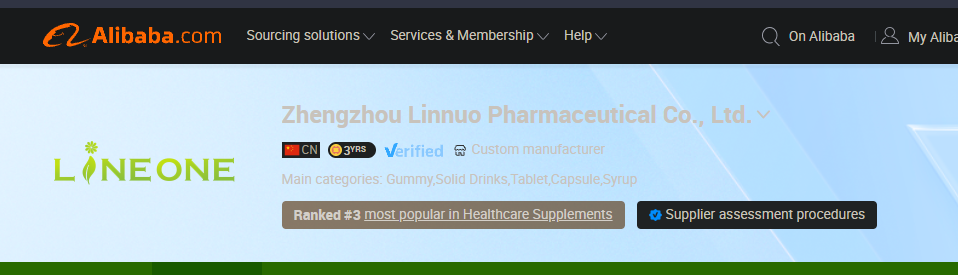 Alibaba.com Sourcing solutions Services & Membership Help On Alibaba My Aliba
Zhengzhou Linnuo Pharmaceutical Co., Ltd.
LINEONE
CN 3YRS Verified Custom manufacturer
Main categories: Gummy,Solid Drinks,Tablet,Capsule,Syrup
Ranked #3 most popular in Healthcare Supplements Supplier assessment procedures